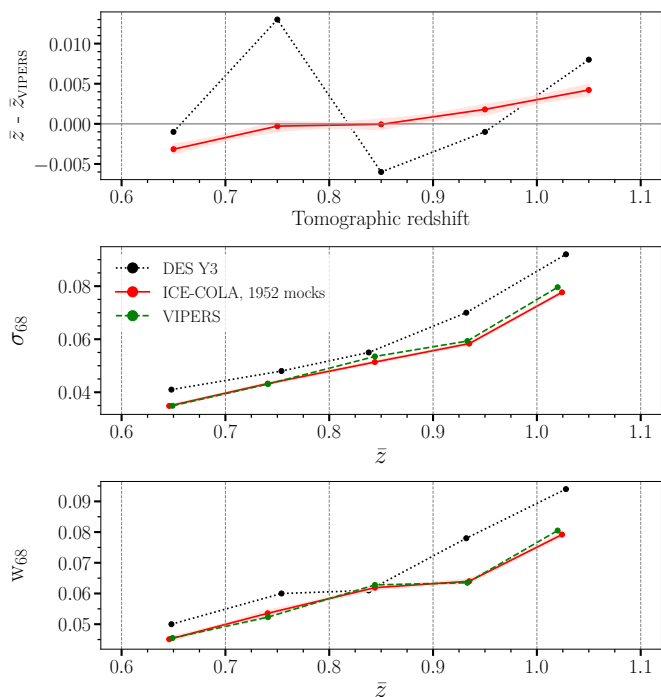 0.010
0.005
0.000
−0.005
z̄ - z̄VIPERS
0.6 0.7 0.8 0.9 1.0 1.1
Tomographic redshift
DES Y3
ICE-COLA, 1952 mocks
VIPERS
0.08
0.06
0.04
σ68
0.6 0.7 0.8 0.9 1.0 1.1
z̄
0.09
0.08
0.07
0.06
0.05
w68
0.6 0.7 0.8 0.9 1.0 1.1
z̄